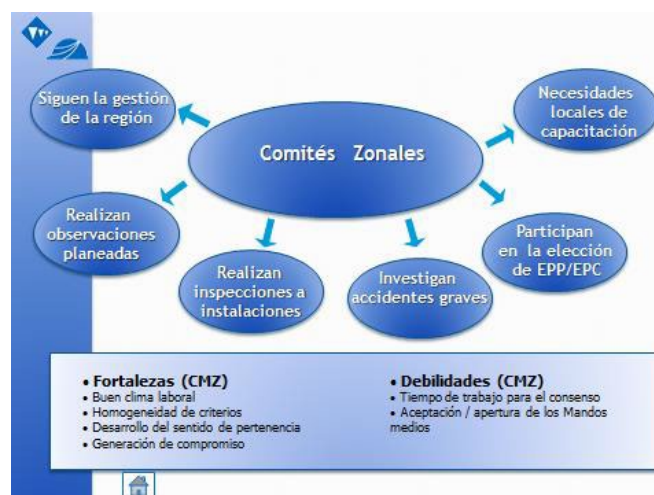 Siguen la gestión
de la región
Comités Zonales
Necesidades
locales de
capacitación
Realizan
observaciones
planeadas
Realizan
inspecciones a
instalaciones
Investigan
accidentes graves
Participan
en la elección
de EPP/EPC
• Fortalezas (CMZ)
• Buen clima laboral
• Homogeneidad de criterios
• Desarrollo del sentido de pertenencia
• Generación de compromiso
• Debilidades (CMZ)
• Tiempo de trabajo para el consenso
• Aceptación / apertura de los Mandos
medios